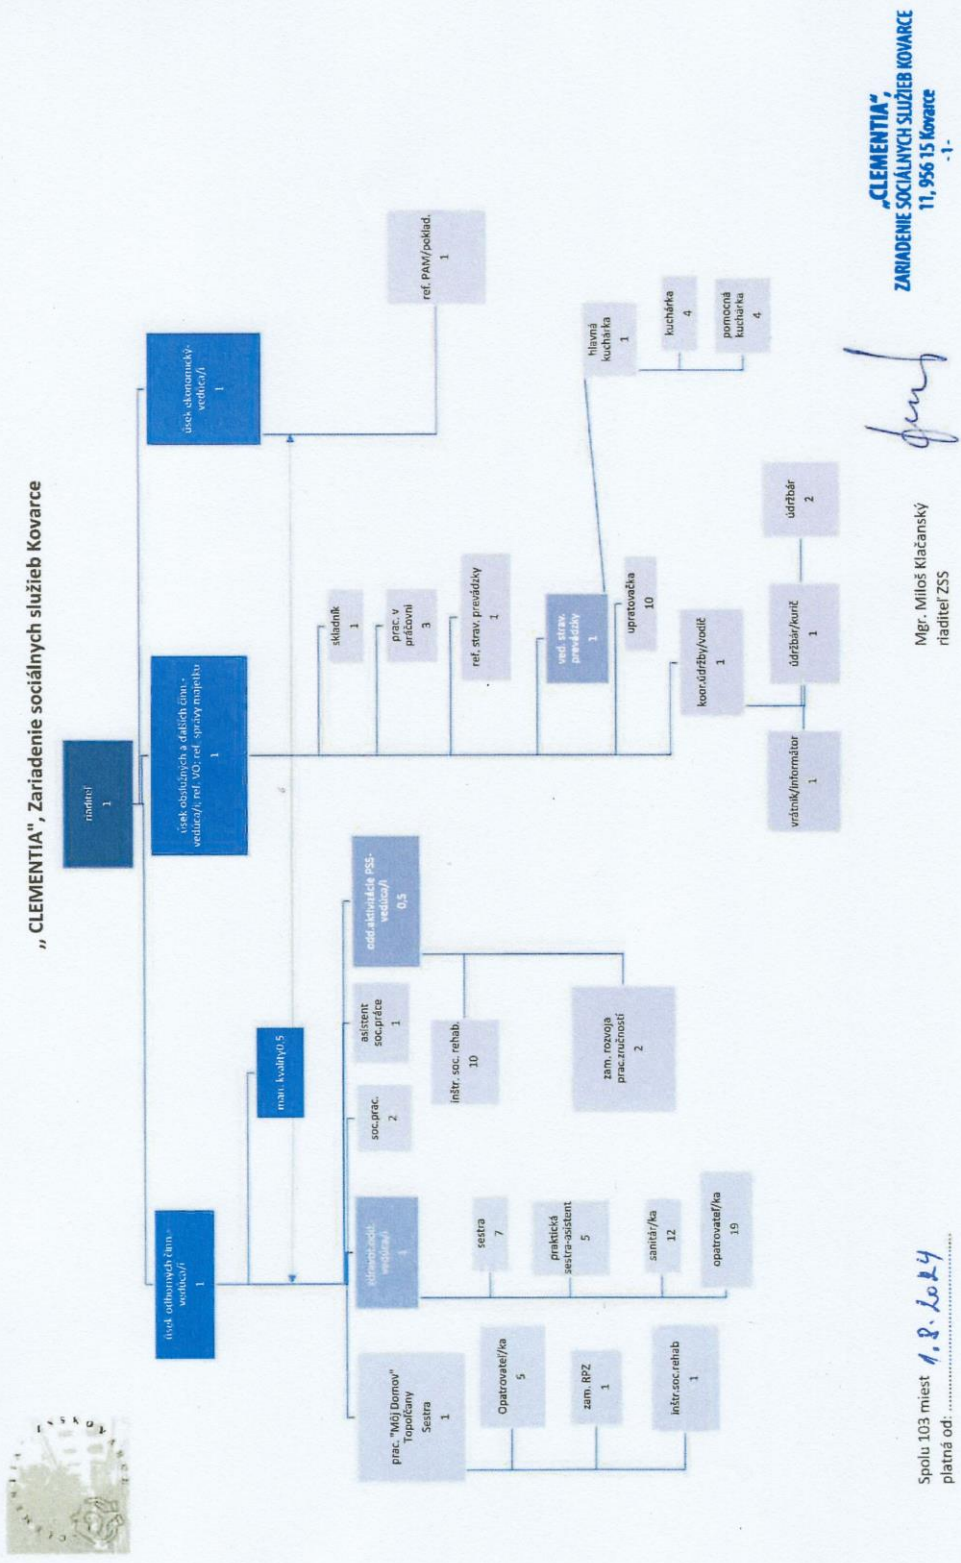 „ CLEMENTIA", Zariadenie sociálnych služieb Kovarce
riaditeľ
1
úsek odborných činn.-
vedúca/i
1
úsek obslužných a ďalších činn.-
vedúca/i; ref. VO; ref. správy majetku
1
úsek ekonomický-
vedúca/i
1
man. kvality0,5
prac. "Môj Domov"
Topoľčany
Sestra
1
Opatrovateľ/ka
5
zam. RPZ
1
inštr.soc.rehab
1
vedúca/i
1
sestra
7
praktická
sestra-asistent
5
sanitár/ka
12
opatrovateľ/ka
19
soc.prac.
2
asistent
soc.práce
1
odd.aktivizácie PSS-
vedúca/i
0,5
inštr. soc. rehab.
10
zam. rozvoja
prac.zručností
2
skladník
1
prac. v
práčovni
3
ref. strav. prevádzky
1
ved. strav.
prevádzky
1
upratovačka
10
koor.údržby/vodič
1
vrátnik/informátor
1
údržbár/kurič
1
údržbár
2
hlavná
kuchárka
1
kuchárka
4
pomocná
kuchárka
4
ref. PAM/poklad.
1
Spolu 103 miest
platná od: 1.8.2024
Mgr. Miloš Klačanský
riaditeľ ZSS
„CLEMENTIA",
ZARIADENIE SOCIÁLNYCH SLUŽIEB KOVARCE
11, 956 15 Kovarce
- 1 -